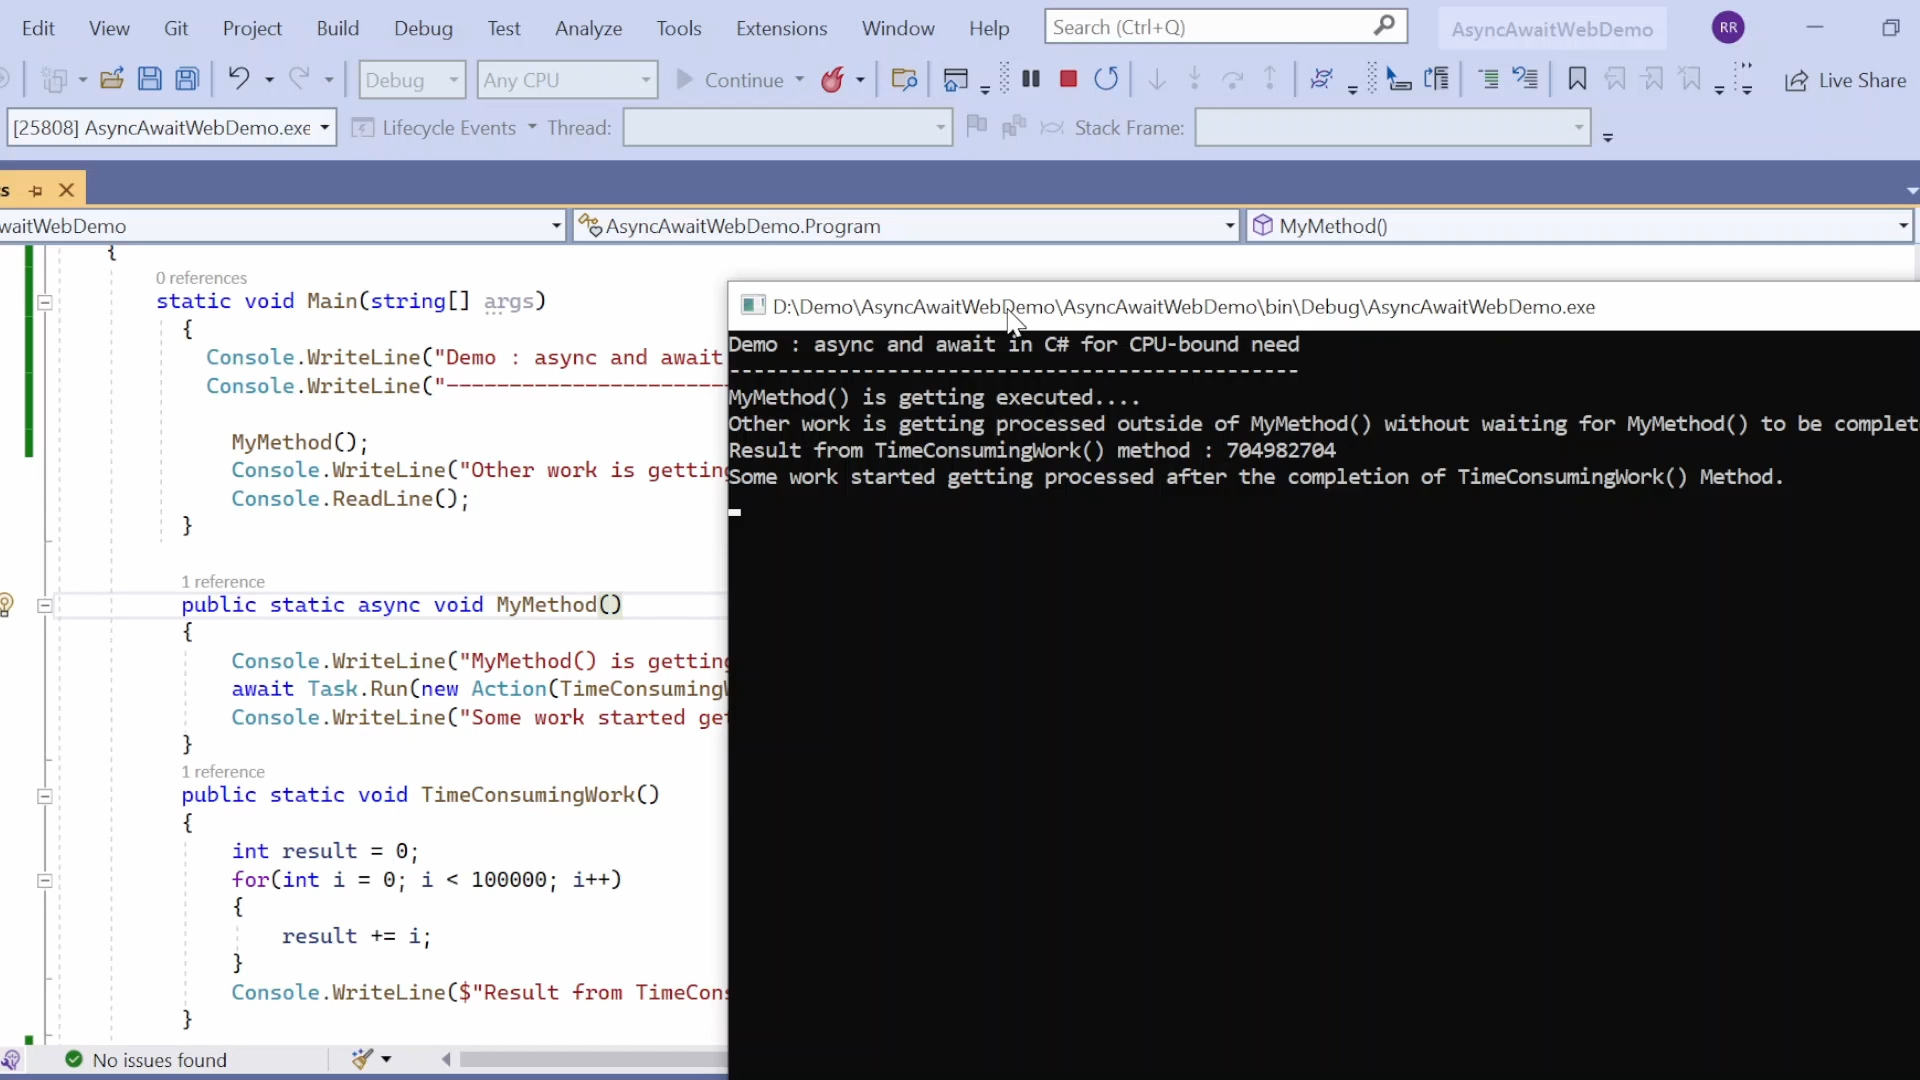 Edit View Git Project Build Debug Test Analyze Tools Extensions Window Help Search (Ctrl+Q) AsyncAwaitWebDemo RR
Debug Any CPU Continue Live Share
[25808] AsyncAwaitWebDemo.exe Lifecycle Events Thread: Stack Frame:
s
waitWebDemo AsyncAwaitWebDemo.Program MyMethod()
{
0 references
static void Main(string[] args)
{
Console.WriteLine("Demo : async and await
Console.WriteLine("-----------------------
MyMethod();
Console.WriteLine("Other work is getting
Console.ReadLine();
}
1 reference
public static async void MyMethod()
{
Console.WriteLine("MyMethod() is getting
await Task.Run(new Action(TimeConsumingW
Console.WriteLine("Some work started get
}
1 reference
public static void TimeConsumingWork()
{
int result = 0;
for(int i = 0; i < 100000; i++)
{
result += i;
}
Console.WriteLine($"Result from TimeCons
}
No issues found
D:\Demo\AsyncAwaitWebDemo\AsyncAwaitWebDemo\bin\Debug\AsyncAwaitWebDemo.exe
Demo : async and await in C# for CPU-bound need
-----------------------------------------------
MyMethod() is getting executed....
Other work is getting processed outside of MyMethod() without waiting for MyMethod() to be complet
Result from TimeConsumingWork() method : 704982704
Some work started getting processed after the completion of TimeConsumingWork() Method.